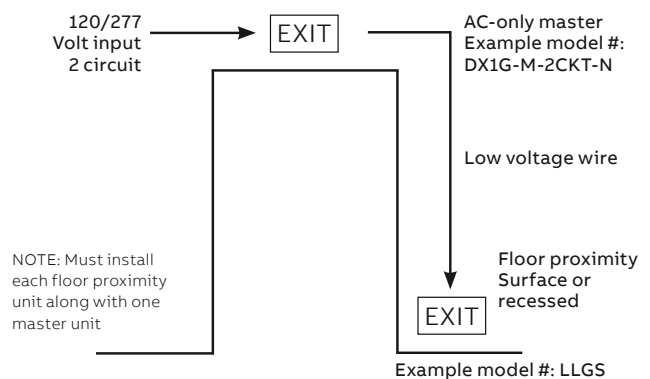 120/277
Volt input
2 circuit
EXIT
AC-only master
Example model #:
DX1G-M-2CKT-N
Low voltage wire
NOTE: Must install
each floor proximity
unit along with one
master unit
Floor proximity
Surface or
recessed
EXIT
Example model #: LLGS